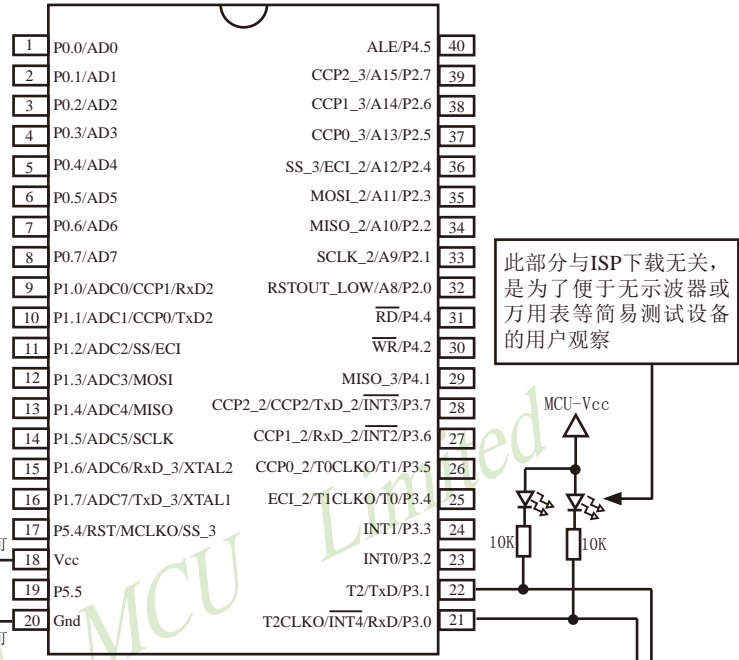 1 P0.0/AD0
2 P0.1/AD1
3 P0.2/AD2
4 P0.3/AD3
5 P0.4/AD4
6 P0.5/AD5
7 P0.6/AD6
8 P0.7/AD7
9 P1.0/ADC0/CCP1/RxD2
10 P1.1/ADC1/CCP0/TxD2
11 P1.2/ADC2/SS/ECI
12 P1.3/ADC3/MOSI
13 P1.4/ADC4/MISO
14 P1.5/ADC5/SCLK
15 P1.6/ADC6/RxD_3/XTAL2
16 P1.7/ADC7/TxD_3/XTAL1
17 P5.4/RST/MCLKO/SS_3
可
18 Vcc
19 P5.5
20 Gnd
可
ALE/P4.5 40
CCP2_3/A15/P2.7 39
CCP1_3/A14/P2.6 38
CCP0_3/A13/P2.5 37
SS_3/ECI_2/A12/P2.4 36
MOSI_2/A11/P2.3 35
MISO_2/A10/P2.2 34
SCLK_2/A9/P2.1 33
RSTOUT_LOW/A8/P2.0 32
RD/P4.4 31
WR/P4.2 30
MISO_3/P4.1 29
CCP2_2/CCP2/TxD_2/INT3/P3.7 28
CCP1_2/RxD_2/INT2/P3.6 27
CCP0_2/T0CLKO/T1/P3.5 26
ECI_2/T1CLKO/T0/P3.4 25
INT1/P3.3 24
INT0/P3.2 23
T2/TxD/P3.1 22
T2CLKO/INT4/RxD/P3.0 21
此部分与ISP下载无关，
是为了便于无示波器或
万用表等简易测试设备
的用户观察
MCU-Vcc
10K
10K
MCU Limited